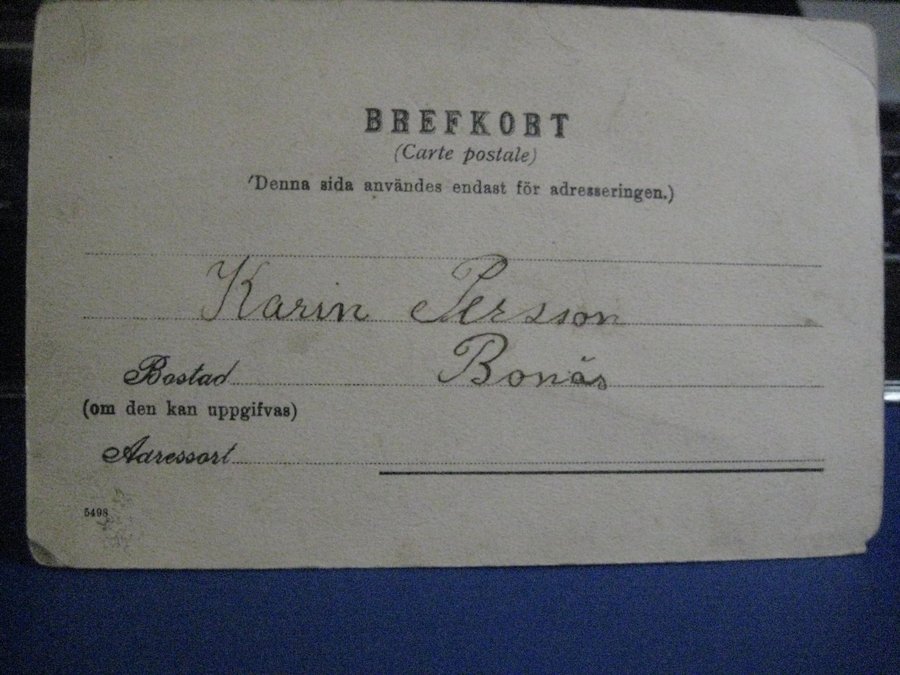 BREFKORT
(Carte postale)
(Denna sida användes endast för adresseringen.)
Karin Persson
Bostad Bonäs
(om den kan uppgifvas)
Adressort
5498